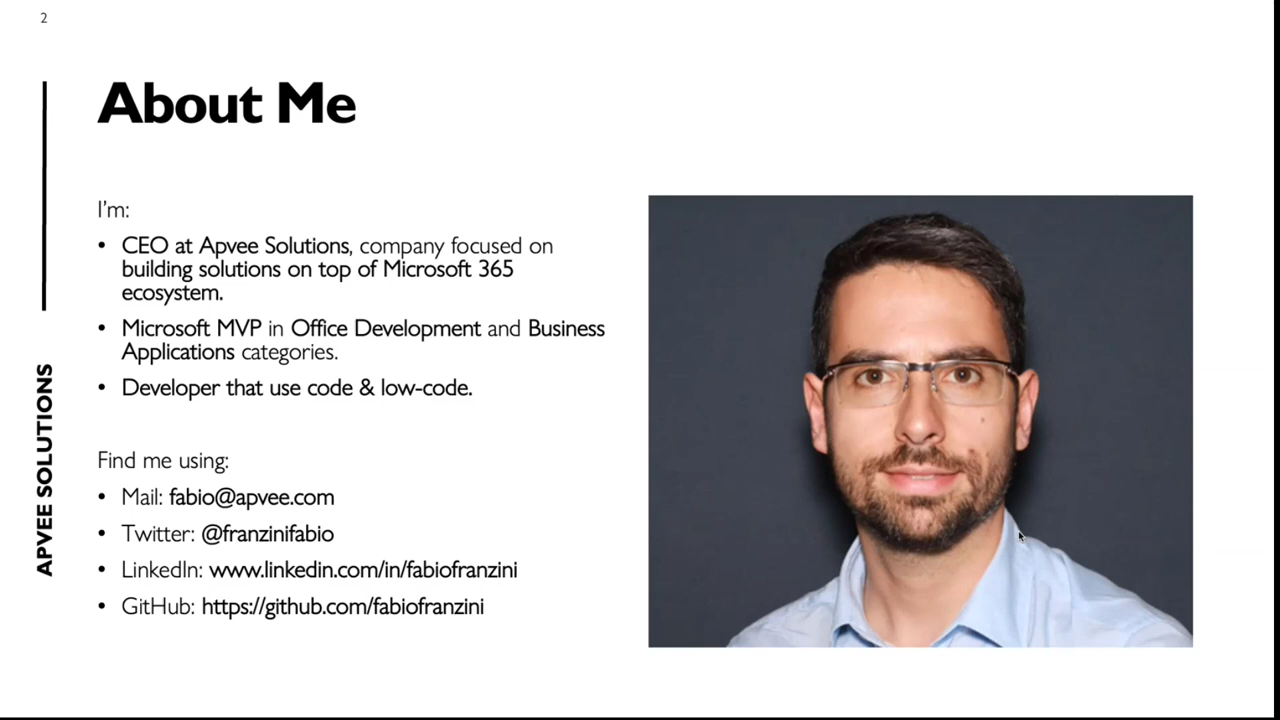 2
About Me
I'm:
• CEO at Apvee Solutions, company focused on
building solutions on top of Microsoft 365
ecosystem.
• Microsoft MVP in Office Development and Business
Applications categories.
• Developer that use code & low-code.
APVEE SOLUTIONS
Find me using:
• Mail: fabio@apvee.com
• Twitter: @franzinifabio
• LinkedIn: www.linkedin.com/in/fabiofranzini
• GitHub: https://github.com/fabiofranzini